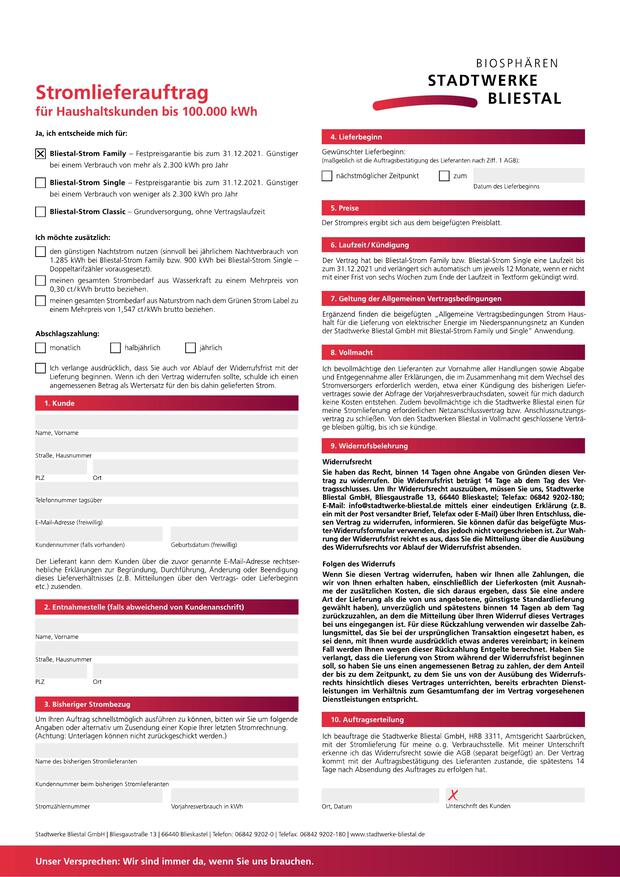 BIOSPHÄREN
STADTWERKE
BLIESTAL
Stromlieferauftrag
für Haushaltskunden bis 100.000 kWh
Ja, ich entscheide mich für:
Bliestal-Strom Family – Festpreisgarantie bis zum 31.12.2021. Günstiger
bei einem Verbrauch von mehr als 2.300 kWh pro Jahr
Bliestal-Strom Single – Festpreisgarantie bis zum 31.12.2021. Günstiger
bei einem Verbrauch von weniger als 2.300 kWh pro Jahr
Bliestal-Strom Classic – Grundversorgung, ohne Vertragslaufzeit
Ich möchte zusätzlich:
den günstigen Nachtstrom nutzen (sinnvoll bei jährlichem Nachtverbrauch von
1.285 kWh bei Bliestal-Strom Family bzw. 900 kWh bei Bliestal-Strom Single –
Doppeltarifzähler vorausgesetzt).
meinen gesamten Strombedarf aus Wasserkraft zu einem Mehrpreis von
0,30 ct/kWh brutto beziehen.
meinen gesamten Strombedarf aus Naturstrom nach dem Grünen Strom Label zu
einem Mehrpreis von 1,547 ct/kWh brutto beziehen.
Abschlagszahlung:
monatlich halbjährlich jährlich
Ich verlange ausdrücklich, dass Sie auch vor Ablauf der Widerrufsfrist mit der
Lieferung beginnen. Wenn ich den Vertrag widerrufen sollte, schulde ich einen
angemessenen Betrag als Wertersatz für den bis dahin gelieferten Strom.
1. Kunde
Name, Vorname
Straße, Hausnummer
PLZ Ort
Telefonnummer tagsüber
E-Mail-Adresse (freiwillig)
Kundennummer (falls vorhanden) Geburtsdatum (freiwillig)
Der Lieferant kann dem Kunden über die zuvor genannte E-Mail-Adresse rechtser-
hebliche Erklärungen zur Begründung, Durchführung, Änderung oder Beendigung
dieses Lieferverhältnisses (z.B. Mitteilungen über den Vertrags- oder Lieferbeginn
etc.) zusenden.
2. Entnahmestelle (falls abweichend von Kundenanschrift)
Name, Vorname
Straße, Hausnummer
PLZ Ort
3. Bisheriger Strombezug
Um Ihren Auftrag schnellstmöglich ausführen zu können, bitten wir Sie um folgende
Angaben oder alternativ um Zusendung einer Kopie Ihrer letzten Stromrechnung.
(Achtung: Unterlagen können nicht zurückgeschickt werden.)
Name des bisherigen Stromlieferanten
Kundennummer beim bisherigen Stromlieferanten
Stromzählernummer Vorjahresverbrauch in kWh
4. Lieferbeginn
Gewünschter Lieferbeginn:
(maßgeblich ist die Auftragsbestätigung des Lieferanten nach Ziff. 1 AGB):
nächstmöglicher Zeitpunkt zum
Datum des Lieferbeginns
5. Preise
Der Strompreis ergibt sich aus dem beigefügten Preisblatt.
6. Laufzeit/Kündigung
Der Vertrag hat bei Bliestal-Strom Family bzw. Bliestal-Strom Single eine Laufzeit bis
zum 31.12.2021 und verlängert sich automatisch um jeweils 12 Monate, wenn er nicht
mit einer Frist von sechs Wochen zum Ende der Laufzeit in Textform gekündigt wird.
7. Geltung der Allgemeinen Vertragsbedingungen
Ergänzend finden die beigefügten „Allgemeine Vertragsbedingungen Strom Haus-
halt für die Lieferung von elektrischer Energie im Niederspannungsnetz an Kunden
der Stadtwerke Bliestal GmbH mit Bliestal-Strom Family und Single“ Anwendung.
8. Vollmacht
Ich bevollmächtige den Lieferanten zur Vornahme aller Handlungen sowie Abgabe
und Entgegennahme aller Erklärungen, die im Zusammenhang mit dem Wechsel des
Stromversorgers erforderlich werden, etwa einer Kündigung des bisherigen Liefer-
vertrages sowie der Abfrage der Vorjahresverbrauchsdaten, soweit für mich dadurch
keine Kosten entstehen. Zudem bevollmächtige ich die Stadtwerke Bliestal einen für
meine Stromlieferung erforderlichen Netzanschlussvertrag bzw. Anschlussnutzungs-
vertrag zu schließen. Von den Stadtwerken in Vollmacht geschlossene Verträ-
ge bleiben gültig, bis ich sie kündige.
9. Widerrufsbelehrung
Widerrufsrecht
Sie haben das Recht, binnen 14 Tagen ohne Angabe von Gründen diesen Ver-
trag zu widerrufen. Die Widerrufsfrist beträgt 14 Tage ab dem Tag des Ver-
tragsschlusses. Um Ihr Widerrufsrecht auszuüben, müssen Sie uns, Stadtwerke
Bliestal GmbH, Bliesgaustraße 13, 66440 Blieskastel; Telefax: 06842 9202-180;
E-Mail: info@stadtwerke-bliestal.de mittels einer eindeutigen Erklärung (z.B.
ein mit der Post versandter Brief, Telefax oder E-Mail) über Ihren Entschluss, die-
sen Vertrag zu widerrufen, informieren. Sie können dafür das beigefügte Mus-
ter-Widerrufsformular verwenden, das jedoch nicht vorgeschrieben ist. Zur Wah-
rung der Widerrufsfrist reicht es aus, dass Sie die Mitteilung über die Ausübung
des Widerrufsrechts vor Ablauf der Widerrufsfrist absenden.
Folgen des Widerrufs
Wenn Sie diesen Vertrag widerrufen, haben wir Ihnen alle Zahlungen, die
wir von Ihnen erhalten haben, einschließlich der Lieferkosten (mit Ausnah-
me der zusätzlichen Kosten, die sich daraus ergeben, dass Sie eine andere
Art der Lieferung als die von uns angebotene, günstigste Standardlieferung
gewählt haben), unverzüglich und spätestens binnen 14 Tagen ab dem Tag
zurückzuzahlen, an dem die Mitteilung über Ihren Widerruf dieses Vertrages
bei uns eingegangen ist. Für diese Rückzahlung verwenden wir dasselbe Zah-
lungsmittel, das Sie bei der ursprünglichen Transaktion eingesetzt haben, es
sei denn, mit Ihnen wurde ausdrücklich etwas anderes vereinbart; in keinem
Fall werden Ihnen wegen dieser Rückzahlung Entgelte berechnet. Haben Sie
verlangt, dass die Lieferung von Strom während der Widerrufsfrist beginnen
soll, so haben Sie uns einen angemessenen Betrag zu zahlen, der dem Anteil
der bis zu dem Zeitpunkt, zu dem Sie uns von der Ausübung des Widerrufs-
rechts hinsichtlich dieses Vertrages unterrichten, bereits erbrachten Dienst-
leistungen im Verhältnis zum Gesamtumfang der im Vertrag vorgesehenen
Dienstleistungen entspricht.
10. Auftragserteilung
Ich beauftrage die Stadtwerke Bliestal GmbH, HRB 3311, Amtsgericht Saarbrücken,
mit der Stromlieferung für meine o.g. Verbrauchsstelle. Mit meiner Unterschrift
erkenne ich das Widerrufsrecht sowie die AGB (separat beigefügt) an. Der Vertrag
kommt mit der Auftragsbestätigung des Lieferanten zustande, die spätestens 14
Tage nach Absendung des Auftrages zu erfolgen hat.
X
Ort, Datum Unterschrift des Kunden
Stadtwerke Bliestal GmbH | Bliesgaustraße 13 | 66440 Blieskastel | Telefon: 06842 9202-0 | Telefax: 06842 9202-180 | www.stadtwerke-bliestal.de
Unser Versprechen: Wir sind immer da, wenn Sie uns brauchen.